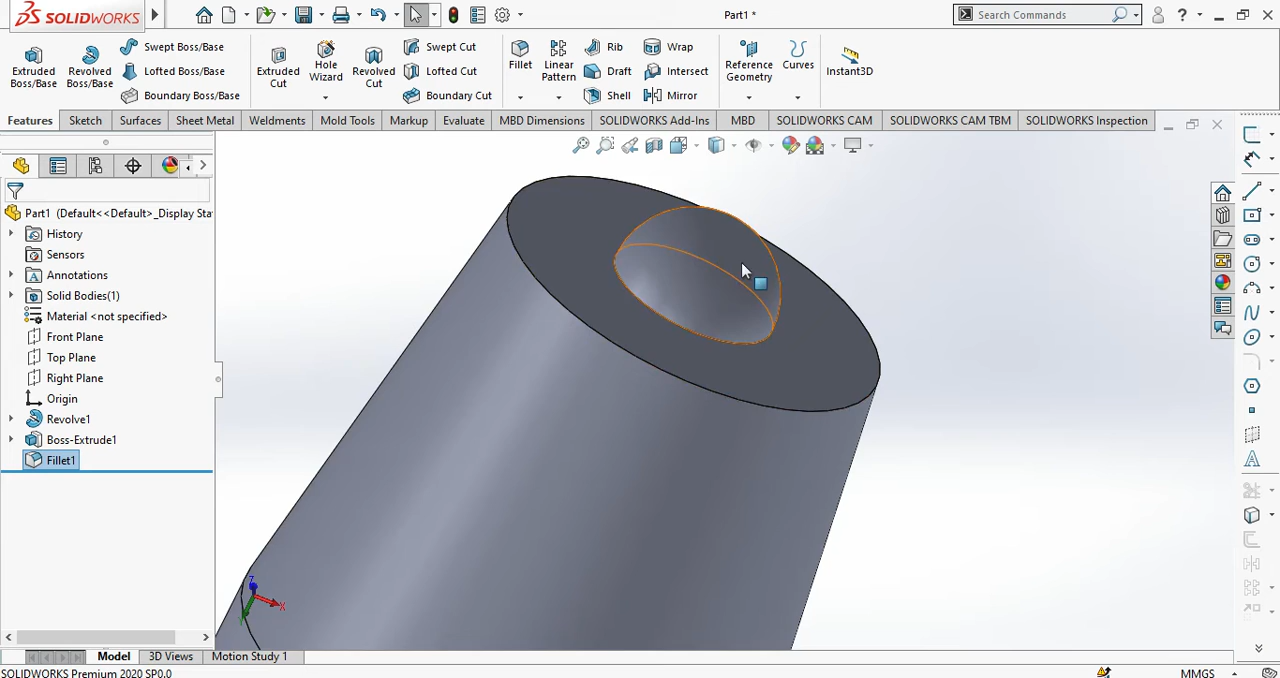 SOLIDWORKS
Part1 *
Search Commands
?
Extruded Boss/Base
Revolved Boss/Base
Swept Boss/Base
Lofted Boss/Base
Boundary Boss/Base
Extruded Cut
Hole Wizard
Revolved Cut
Swept Cut
Lofted Cut
Boundary Cut
Fillet
Linear Pattern
Rib
Draft
Shell
Wrap
Intersect
Mirror
Reference Geometry
Curves
Instant3D
Features
Sketch
Surfaces
Sheet Metal
Weldments
Mold Tools
Markup
Evaluate
MBD Dimensions
SOLIDWORKS Add-Ins
MBD
SOLIDWORKS CAM
SOLIDWORKS CAM TBM
SOLIDWORKS Inspection
Part1 (Default<<Default>_Display Sta
History
Sensors
Annotations
Solid Bodies(1)
Material <not specified>
Front Plane
Top Plane
Right Plane
Origin
Revolve1
Boss-Extrude1
Fillet1
Z
X
Y
Model
3D Views
Motion Study 1
SOLIDWORKS Premium 2020 SP0.0
MMGS